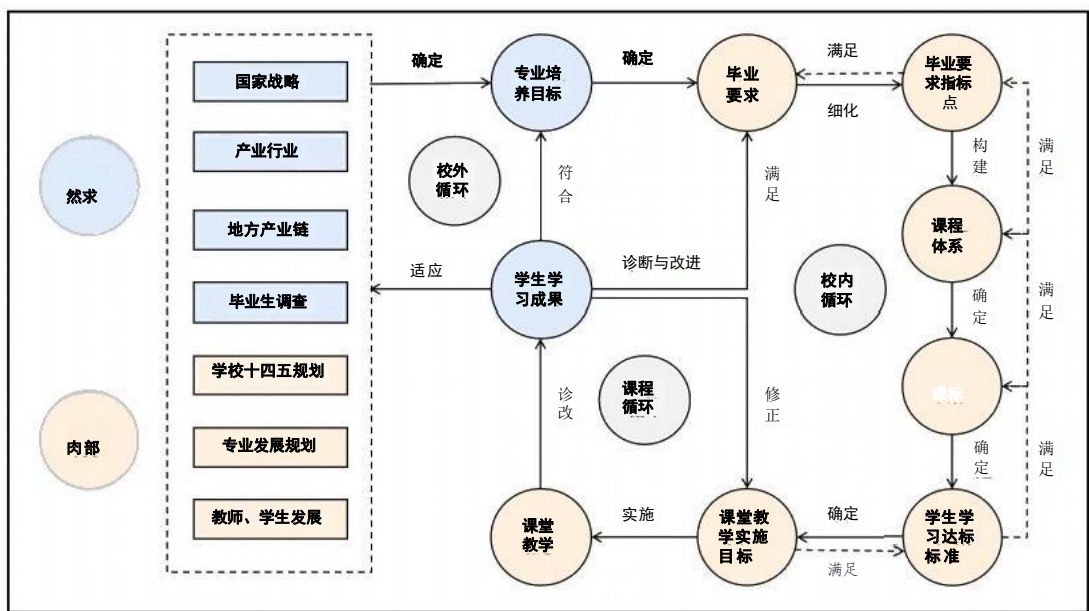 然求
肉部
国家战略
产业行业
地方产业链
毕业生调查
学校十四五规划
专业发展规划
教师、学生发展
确定
专业培
养目标
确定
毕业
要求
满足
细化
毕业要
求指标
点
校外
循环
符
合
满
足
构
建
满
足
课程
体系
适应
学生学
习成果
诊断与改进
校内
循环
确
定
满
足
诊
改
课程
循环
修
正
课标
确
定
满
足
课堂
教学
实施
课堂教
学实施
目标
确定
满足
学生学
习达标
标准